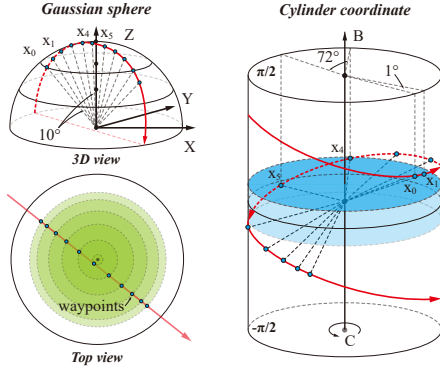 Gaussian sphere
x₀
x₁
x₄
x₅
Z
Y
X
10°
3D view
waypoints
Top view
Cylinder coordinate
B
72°
1°
π/2
x₄
x₅
x₀
x₁
-π/2
C